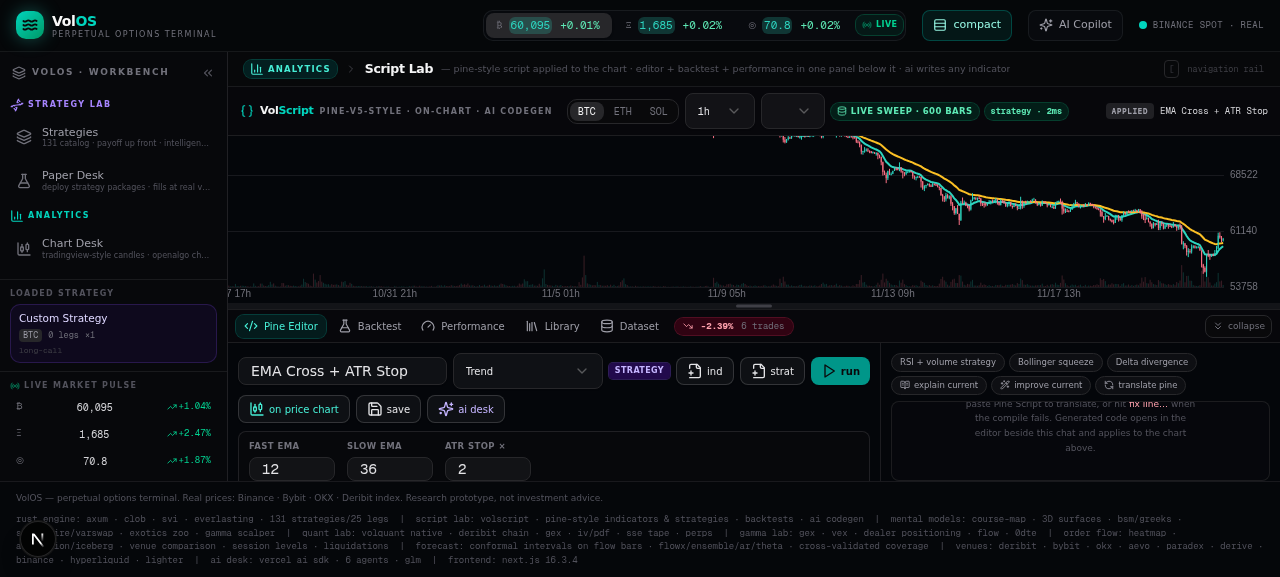 VolOS
PERPETUAL OPTIONS TERMINAL
₿ 60,095 +0.01% Ξ 1,685 +0.02% ◎ 70.8 +0.02% LIVE
compact
AI Copilot
BINANCE SPOT · REAL
VOLOS · WORKBENCH
STRATEGY LAB
Strategies
131 catalog · payoff up front · intelligen...
Paper Desk
deploy strategy packages · fills at real v...
ANALYTICS
Chart Desk
tradingview-style candles · openalgo ch...
LOADED STRATEGY
Custom Strategy
BTC 0 legs ×1
long-call
LIVE MARKET PULSE
₿ 60,095 +1.04%
Ξ 1,685 +2.47%
◎ 70.8 +1.87%
ANALYTICS › Script Lab — pine-style script applied to the chart · editor + backtest + performance in one panel below it · ai writes any indicator
[ navigation rail
VolScript PINE-V5-STYLE · ON-CHART · AI CODEGEN
BTC ETH SOL
1h
LIVE SWEEP · 600 BARS
strategy · 2ms
APPLIED EMA Cross + ATR Stop
68522
61140
53758
7 17h 10/31 21h 11/5 01h 11/9 05h 11/13 09h 11/17 13h
Pine Editor Backtest Performance Library Dataset -2.39% 6 trades
collapse
EMA Cross + ATR Stop
Trend
STRATEGY
ind
strat
run
on price chart
save
ai desk
FAST EMA SLOW EMA ATR STOP ×
12 36 2
RSI + volume strategy Bollinger squeeze Delta divergence
explain current improve current translate pine
paste Pine Script to translate, or hit fix line... when
the compile fails. Generated code opens in the
editor beside this chat and applies to the chart
above.
VolOS — perpetual options terminal. Real prices: Binance · Bybit · OKX · Deribit index. Research prototype, not investment advice.
rust engine: axum · clob · svi · everlasting · 131 strategies/25 legs | script lab: volscript · pine-style indicators & strategies · backtests · ai codegen | mental models: course-map · 3D surfaces · bsm/greeks ·
ire/varswap · exotics zoo · gamma scalper | quant lab: volquant native · deribit chain · gex · iv/pdf · sse tape · perps | gamma lab: gex · vex · dealer positioning · flow · 0dte | order flow: heatmap ·
ion/iceberg · venue comparison · session levels · liquidations | forecast: conformal intervals on flow bars · flowx/ensemble/ar/theta · cross-validated coverage | venues: deribit · bybit · okx · aevo · paradex · derive ·
binance · hyperliquid · lighter | ai desk: vercel ai sdk · 6 agents · glm | frontend: next.js 16.3.4
N